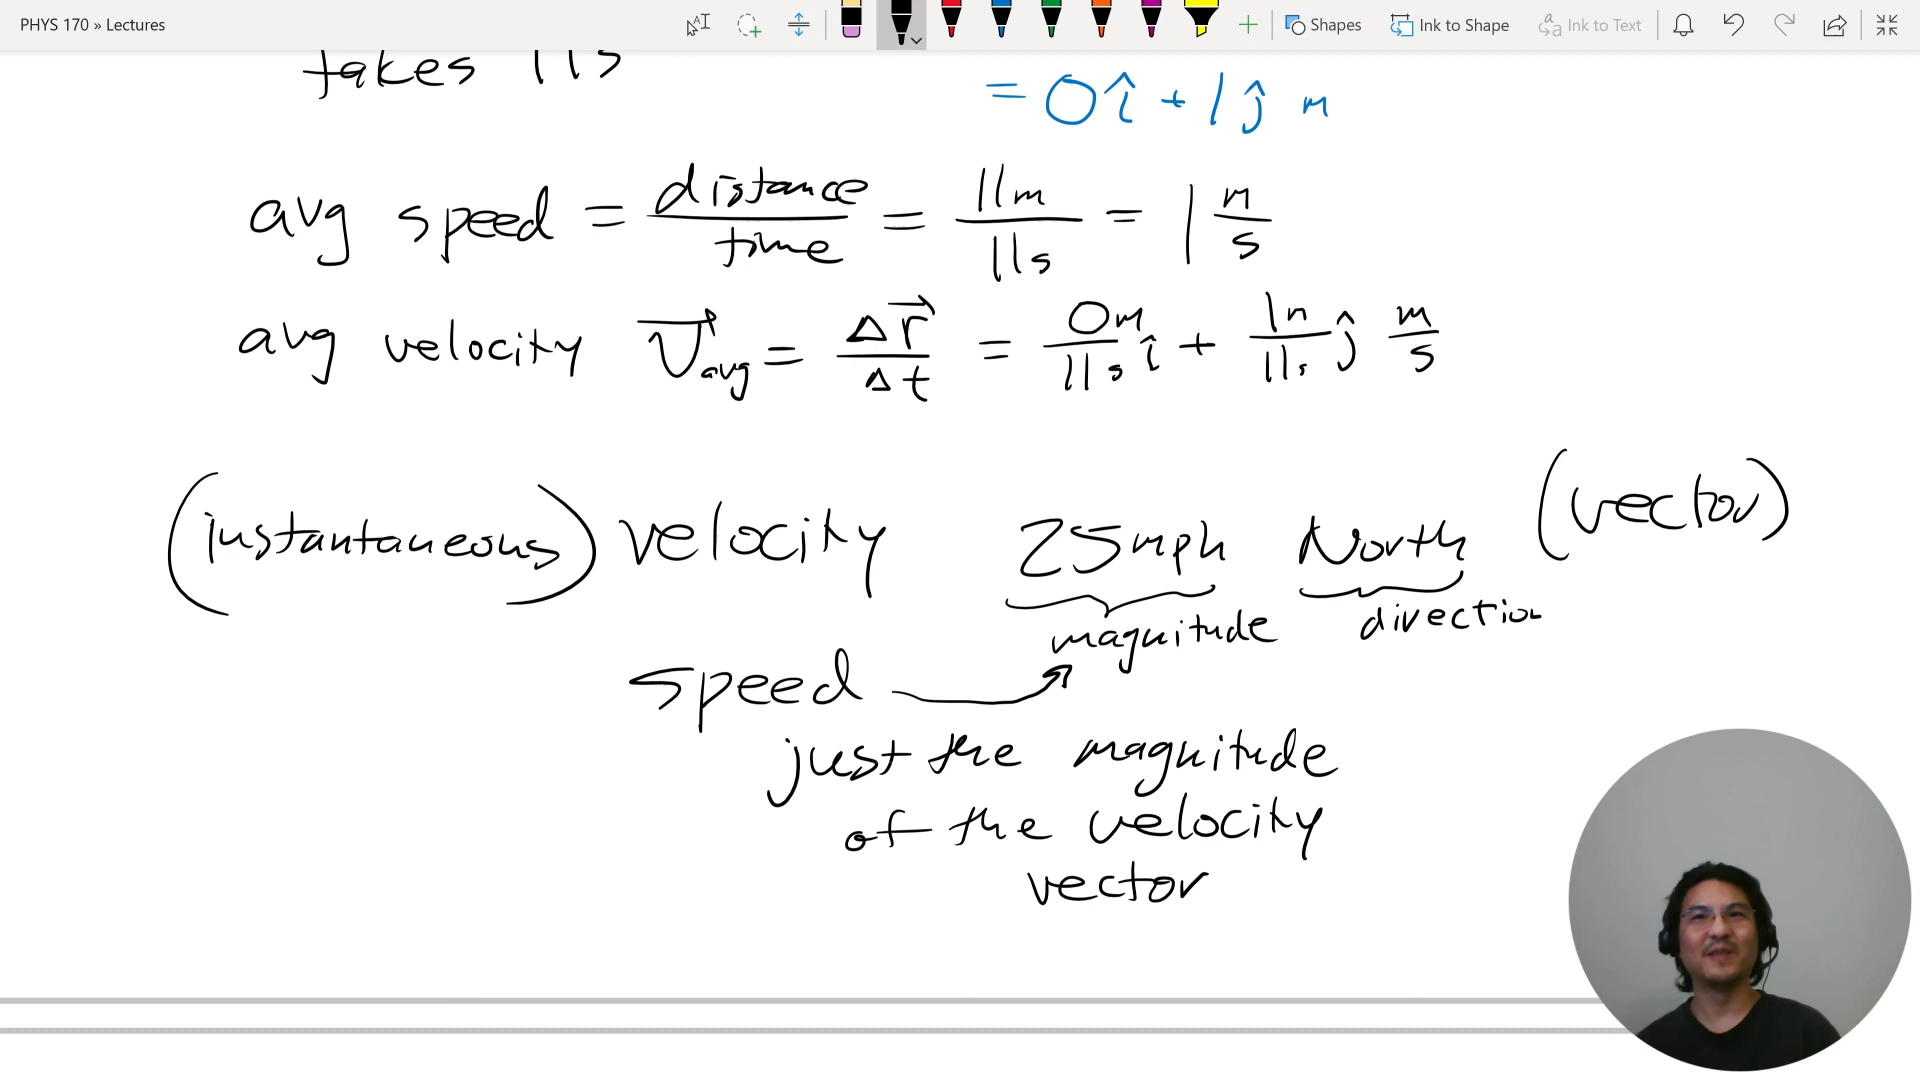 PHYS 170 » Lectures
Shapes
Ink to Shape
Ink to Text
takes 11s
= 0î + 1ĵ m
avg speed = distance/time = 11m/11s = 1 m/s
avg velocity v⃗avg = Δr⃗/Δt = 0m/11s î + 1m/11s ĵ m/s
(instantaneous) velocity 25mph North (vector)
magnitude direction
speed
just the magnitude
of the velocity
vector